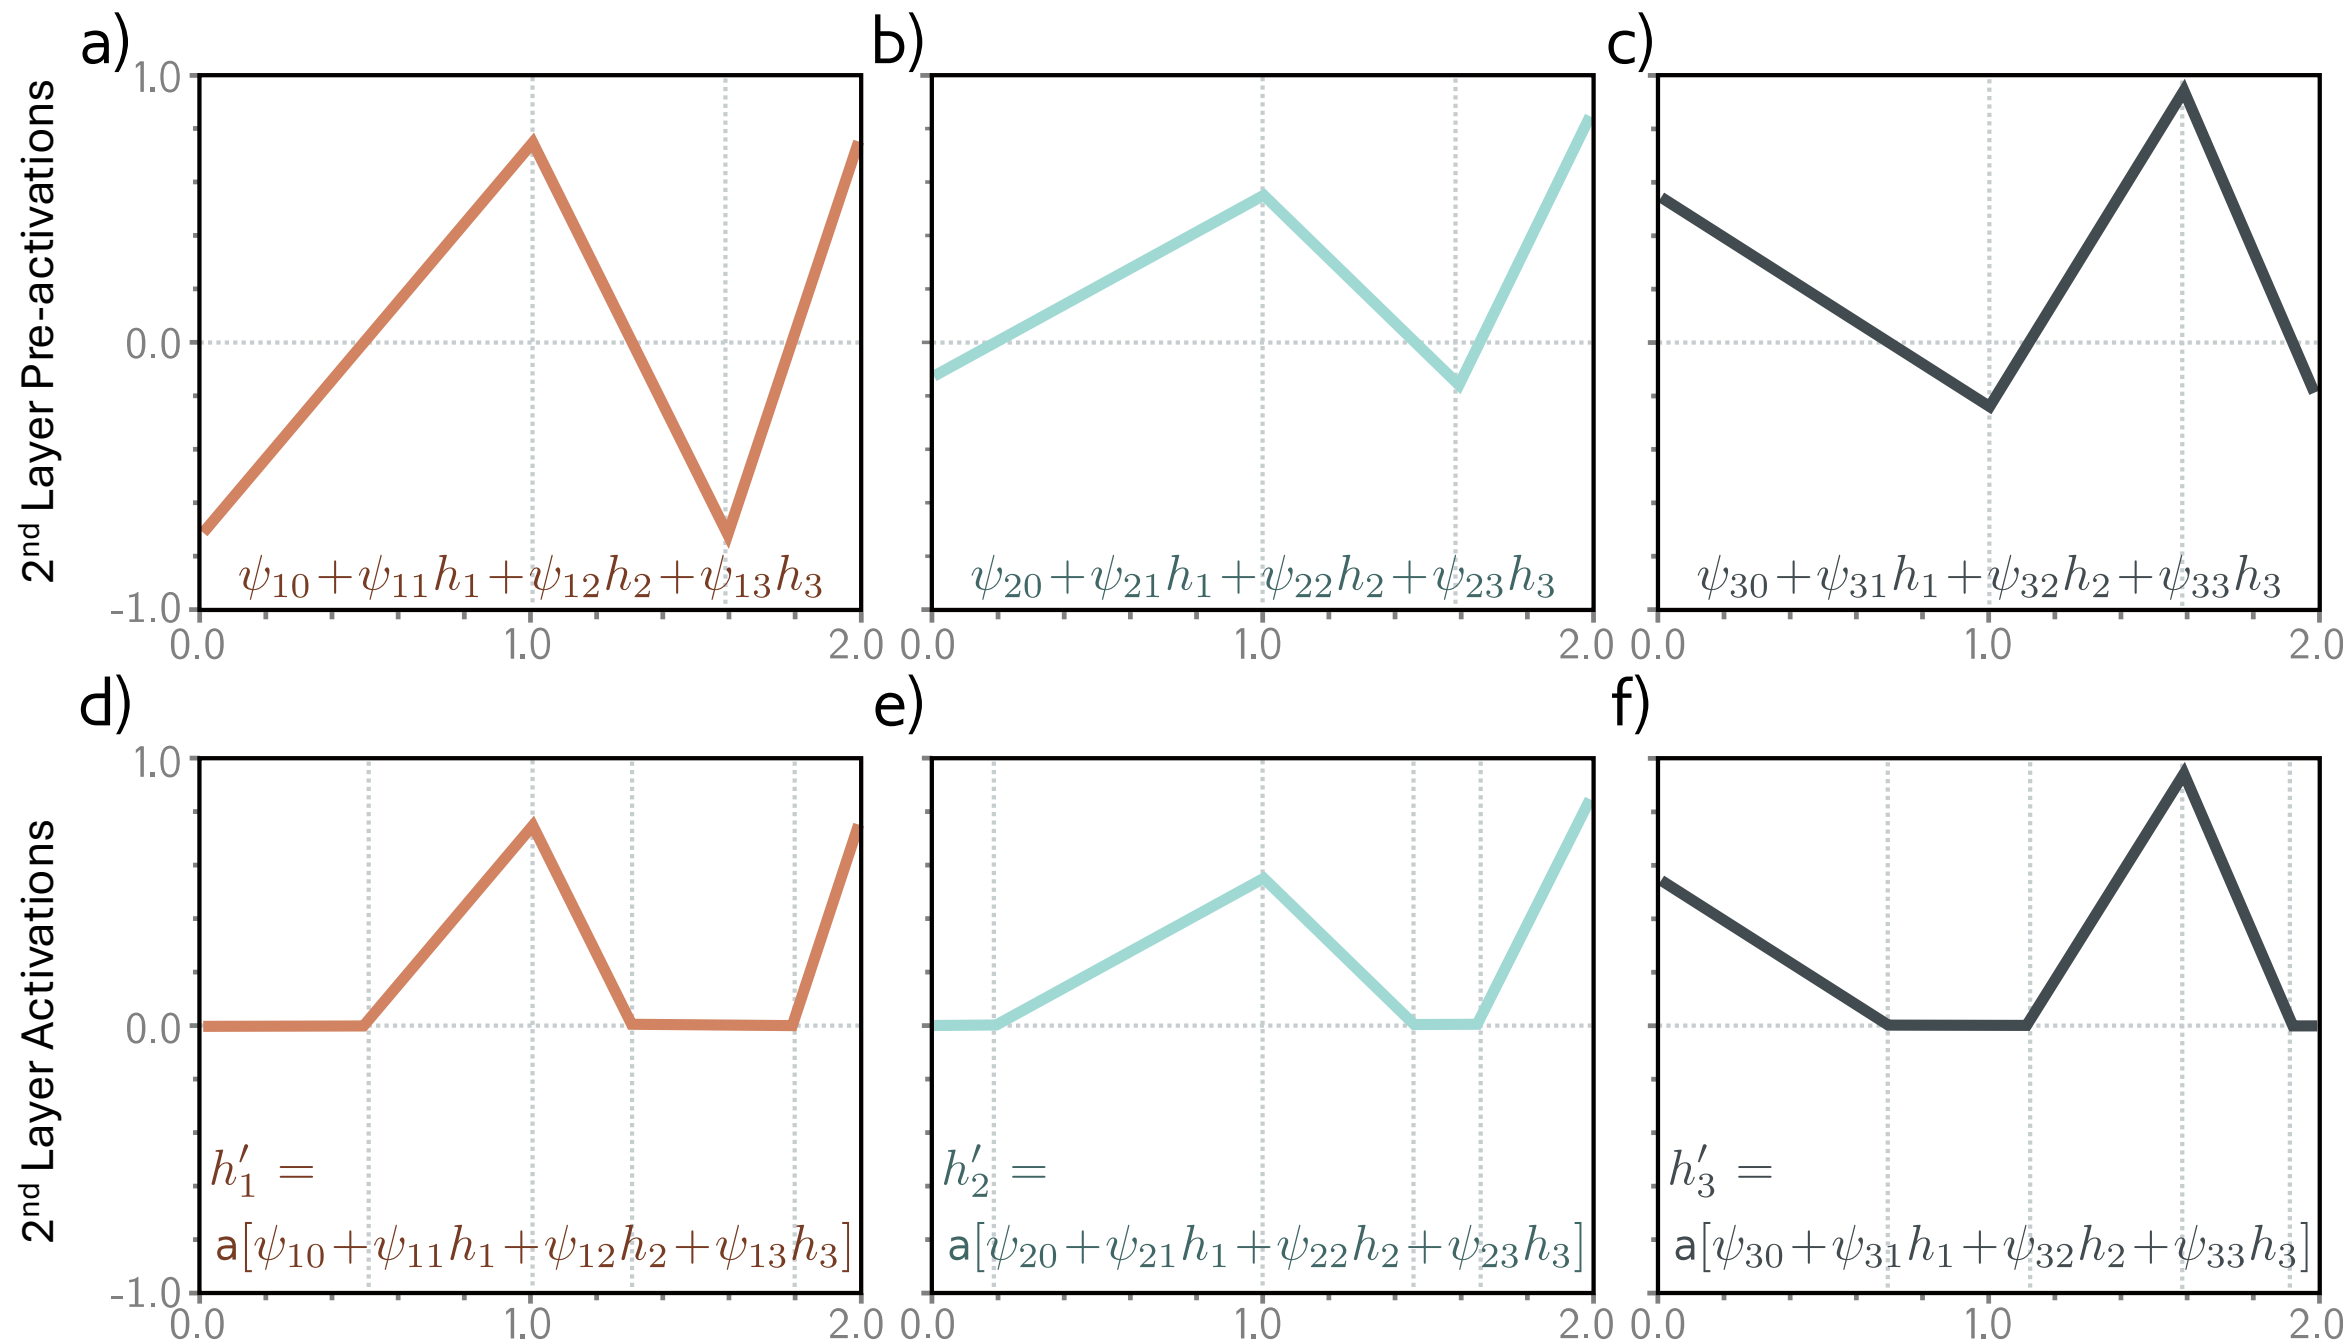 a)
b)
c)
2nd Layer Pre-activations
1.0
0.0
-1.0
ψ10+ψ11h1+ψ12h2+ψ13h3
ψ20+ψ21h1+ψ22h2+ψ23h3
ψ30+ψ31h1+ψ32h2+ψ33h3
0.0 1.0 2.0 0.0 1.0 2.0 0.0 1.0 2.0
d)
e)
f)
2nd Layer Activations
1.0
0.0
-1.0
h′1 =
a[ψ10+ψ11h1+ψ12h2+ψ13h3]
h′2 =
a[ψ20+ψ21h1+ψ22h2+ψ23h3]
h′3 =
a[ψ30+ψ31h1+ψ32h2+ψ33h3]
0.0 1.0 2.0 0.0 1.0 2.0 0.0 1.0 2.0